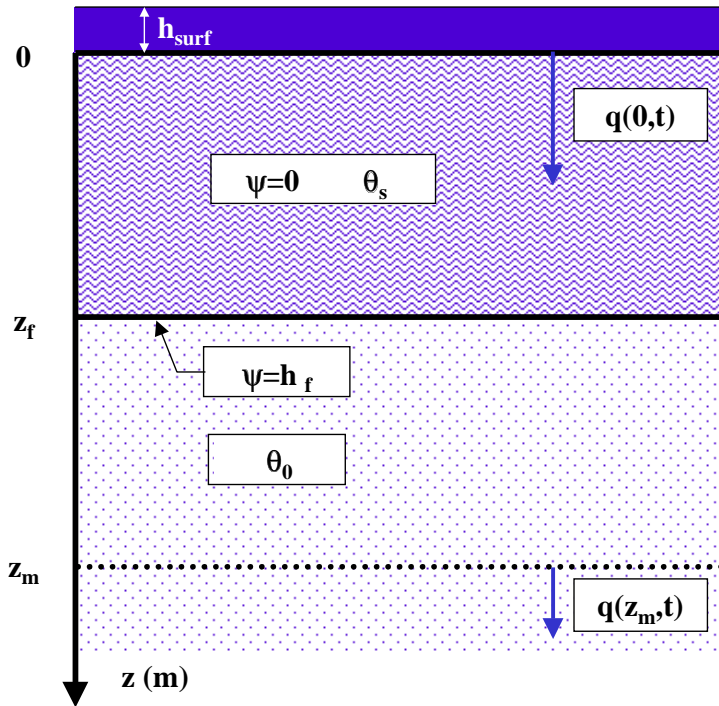 h_surf
0
q(0,t)
ψ=0 θ_s
z_f
ψ=h_f
θ_0
z_m
q(z_m,t)
z (m)